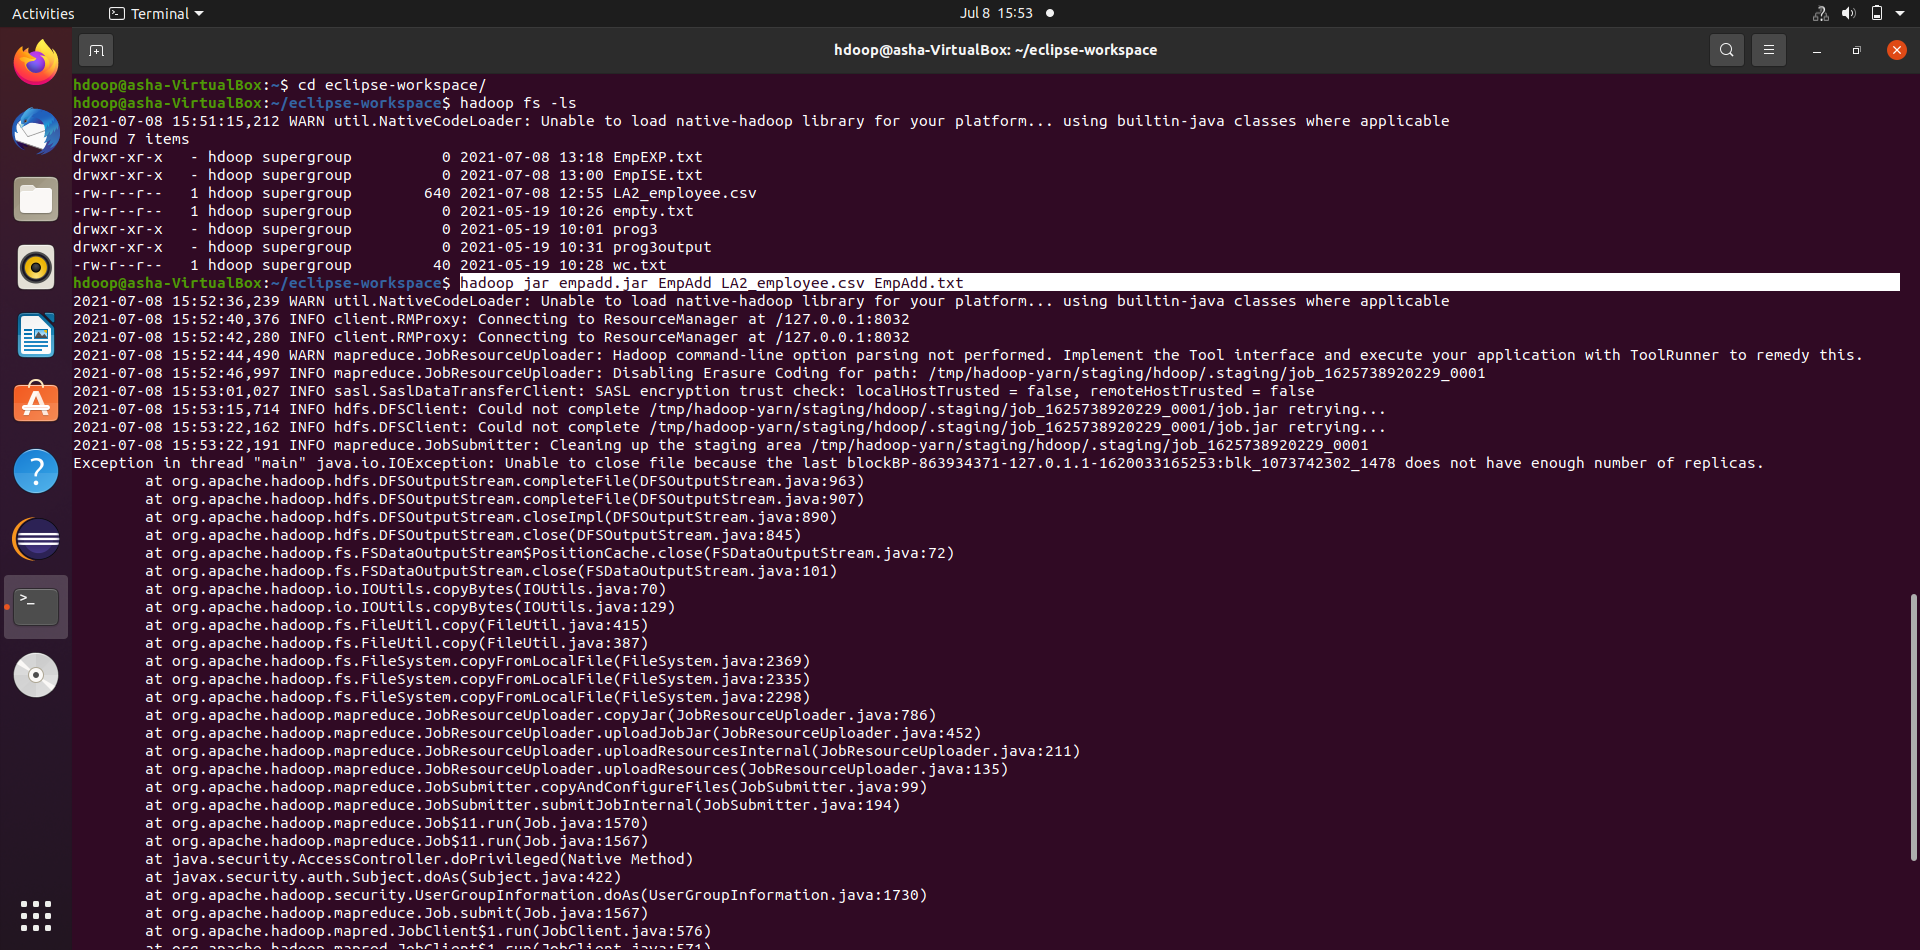 Activities Terminal Jul 8 15:53
hdoop@asha-VirtualBox: ~/eclipse-workspace
hdoop@asha-VirtualBox:~$ cd eclipse-workspace/
hdoop@asha-VirtualBox:~/eclipse-workspace$ hadoop fs -ls
2021-07-08 15:51:15,212 WARN util.NativeCodeLoader: Unable to load native-hadoop library for your platform... using builtin-java classes where applicable
Found 7 items
drwxr-xr-x   - hdoop supergroup          0 2021-07-08 13:18 EmpEXP.txt
drwxr-xr-x   - hdoop supergroup          0 2021-07-08 13:00 EmpISE.txt
-rw-r--r--   1 hdoop supergroup        640 2021-07-08 12:55 LA2_employee.csv
-rw-r--r--   1 hdoop supergroup          0 2021-05-19 10:26 empty.txt
drwxr-xr-x   - hdoop supergroup          0 2021-05-19 10:01 prog3
drwxr-xr-x   - hdoop supergroup          0 2021-05-19 10:31 prog3output
-rw-r--r--   1 hdoop supergroup         40 2021-05-19 10:28 wc.txt
hdoop@asha-VirtualBox:~/eclipse-workspace$ hadoop jar empadd.jar EmpAdd LA2_employee.csv EmpAdd.txt
2021-07-08 15:52:36,239 WARN util.NativeCodeLoader: Unable to load native-hadoop library for your platform... using builtin-java classes where applicable
2021-07-08 15:52:40,376 INFO client.RMProxy: Connecting to ResourceManager at /127.0.0.1:8032
2021-07-08 15:52:42,280 INFO client.RMProxy: Connecting to ResourceManager at /127.0.0.1:8032
2021-07-08 15:52:44,490 WARN mapreduce.JobResourceUploader: Hadoop command-line option parsing not performed. Implement the Tool interface and execute your application with ToolRunner to remedy this.
2021-07-08 15:52:46,997 INFO mapreduce.JobResourceUploader: Disabling Erasure Coding for path: /tmp/hadoop-yarn/staging/hdoop/.staging/job_1625738920229_0001
2021-07-08 15:53:01,027 INFO sasl.SaslDataTransferClient: SASL encryption trust check: localHostTrusted = false, remoteHostTrusted = false
2021-07-08 15:53:15,714 INFO hdfs.DFSClient: Could not complete /tmp/hadoop-yarn/staging/hdoop/.staging/job_1625738920229_0001/job.jar retrying...
2021-07-08 15:53:22,162 INFO hdfs.DFSClient: Could not complete /tmp/hadoop-yarn/staging/hdoop/.staging/job_1625738920229_0001/job.jar retrying...
2021-07-08 15:53:22,191 INFO mapreduce.JobSubmitter: Cleaning up the staging area /tmp/hadoop-yarn/staging/hdoop/.staging/job_1625738920229_0001
Exception in thread "main" java.io.IOException: Unable to close file because the last blockBP-863934371-127.0.1.1-1620033165253:blk_1073742302_1478 does not have enough number of replicas.
at org.apache.hadoop.hdfs.DFSOutputStream.completeFile(DFSOutputStream.java:963)
at org.apache.hadoop.hdfs.DFSOutputStream.completeFile(DFSOutputStream.java:907)
at org.apache.hadoop.hdfs.DFSOutputStream.closeImpl(DFSOutputStream.java:890)
at org.apache.hadoop.hdfs.DFSOutputStream.close(DFSOutputStream.java:845)
at org.apache.hadoop.fs.FSDataOutputStream$PositionCache.close(FSDataOutputStream.java:72)
at org.apache.hadoop.fs.FSDataOutputStream.close(FSDataOutputStream.java:101)
at org.apache.hadoop.io.IOUtils.copyBytes(IOUtils.java:70)
at org.apache.hadoop.io.IOUtils.copyBytes(IOUtils.java:129)
at org.apache.hadoop.fs.FileUtil.copy(FileUtil.java:415)
at org.apache.hadoop.fs.FileUtil.copy(FileUtil.java:387)
at org.apache.hadoop.fs.FileSystem.copyFromLocalFile(FileSystem.java:2369)
at org.apache.hadoop.fs.FileSystem.copyFromLocalFile(FileSystem.java:2335)
at org.apache.hadoop.fs.FileSystem.copyFromLocalFile(FileSystem.java:2298)
at org.apache.hadoop.mapreduce.JobResourceUploader.copyJar(JobResourceUploader.java:786)
at org.apache.hadoop.mapreduce.JobResourceUploader.uploadJobJar(JobResourceUploader.java:452)
at org.apache.hadoop.mapreduce.JobResourceUploader.uploadResourcesInternal(JobResourceUploader.java:211)
at org.apache.hadoop.mapreduce.JobResourceUploader.uploadResources(JobResourceUploader.java:135)
at org.apache.hadoop.mapreduce.JobSubmitter.copyAndConfigureFiles(JobSubmitter.java:99)
at org.apache.hadoop.mapreduce.JobSubmitter.submitJobInternal(JobSubmitter.java:194)
at org.apache.hadoop.mapreduce.Job$11.run(Job.java:1570)
at org.apache.hadoop.mapreduce.Job$11.run(Job.java:1567)
at java.security.AccessController.doPrivileged(Native Method)
at javax.security.auth.Subject.doAs(Subject.java:422)
at org.apache.hadoop.security.UserGroupInformation.doAs(UserGroupInformation.java:1730)
at org.apache.hadoop.mapreduce.Job.submit(Job.java:1567)
at org.apache.hadoop.mapred.JobClient$1.run(JobClient.java:576)
at org.apache.hadoop.mapred.JobClient$1.run(JobClient.java:571)